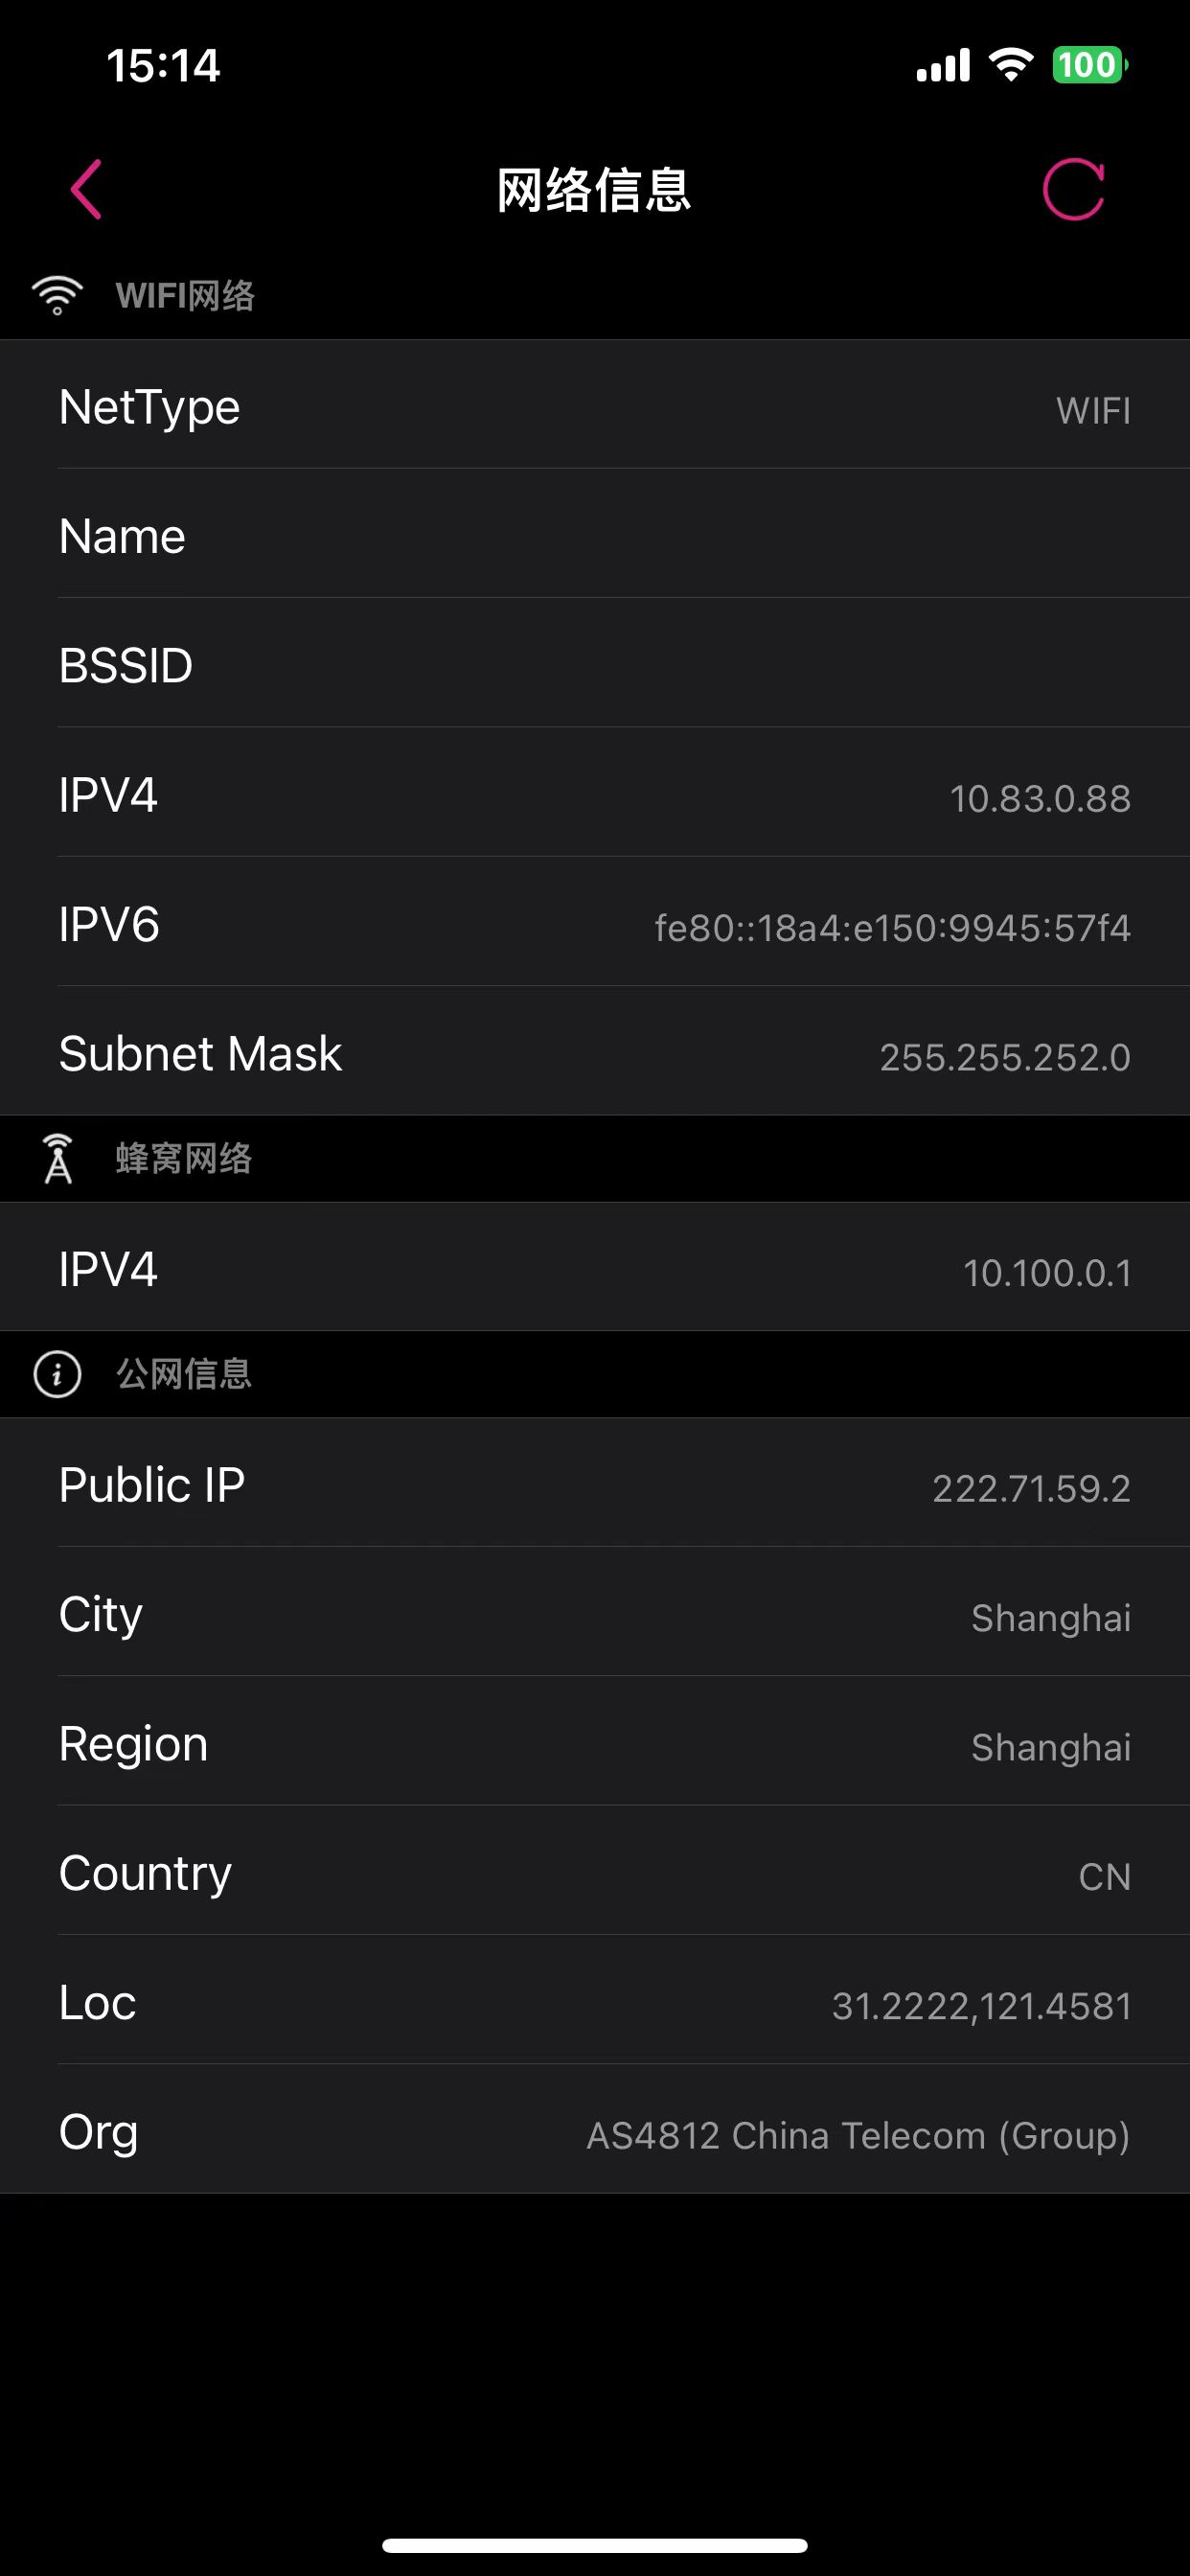 15:14
100
网络信息
WIFI网络
NetType WIFI
Name
BSSID
IPV4 10.83.0.88
IPV6 fe80::18a4:e150:9945:57f4
Subnet Mask 255.255.252.0
蜂窝网络
IPV4 10.100.0.1
公网信息
Public IP 222.71.59.2
City Shanghai
Region Shanghai
Country CN
Loc 31.2222,121.4581
Org AS4812 China Telecom (Group)